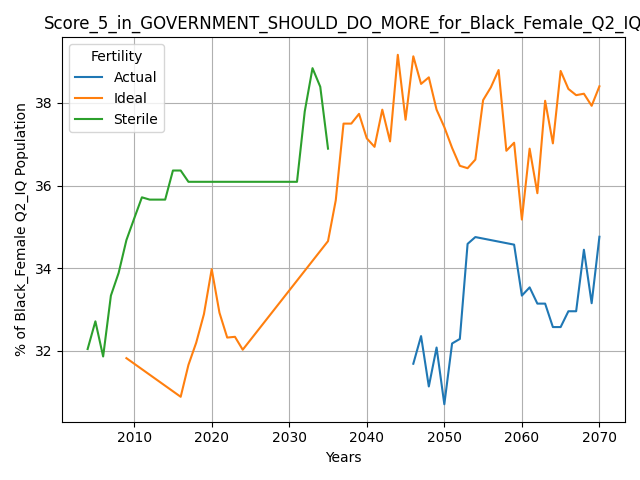 Score_5_in_GOVERNMENT_SHOULD_DO_MORE_for_Black_Female_Q2_IQ
Fertility
Actual
Ideal
Sterile
% of Black_Female Q2_IQ Population
38
36
34
32
2010 2020 2030 2040 2050 2060 2070
Years